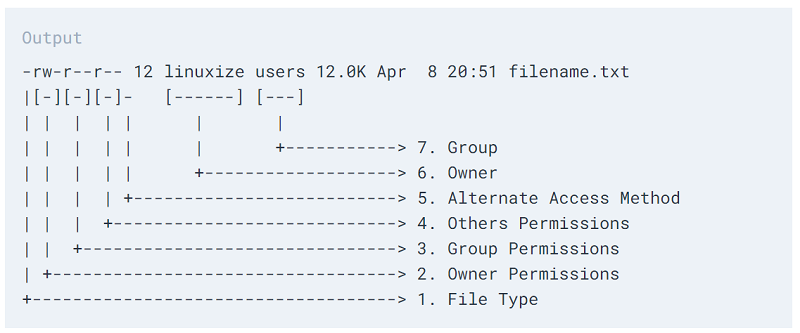 Output
-rw-r--r-- 12 linuxize users 12.0K Apr  8 20:51 filename.txt
|[-][-][-]-   [------] [---]
| |  |  | |      |       |
| |  |  | |      |       +-----------> 7. Group
| |  |  | |      +-------------------> 6. Owner
| |  |  | +--------------------------> 5. Alternate Access Method
| |  |  +----------------------------> 4. Others Permissions
| |  +-------------------------------> 3. Group Permissions
| +----------------------------------> 2. Owner Permissions
+------------------------------------> 1. File Type